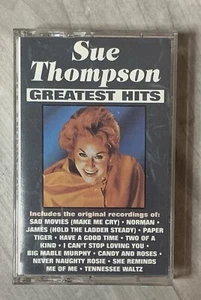 Sue
Thompson
GREATEST HITS
Includes the original recordings of:
SAD MOVIES (MAKE ME CRY) • NORMAN •
JAMES (HOLD THE LADDER STEADY) • PAPER
TIGER • HAVE A GOOD TIME • TWO OF A
KIND • I CAN'T STOP LOVING YOU •
BIG MABLE MURPHY • CANDY AND ROSES •
NEVER NAUGHTY ROSIE • SHE REMINDS
ME OF ME • TENNESSEE WALTZ